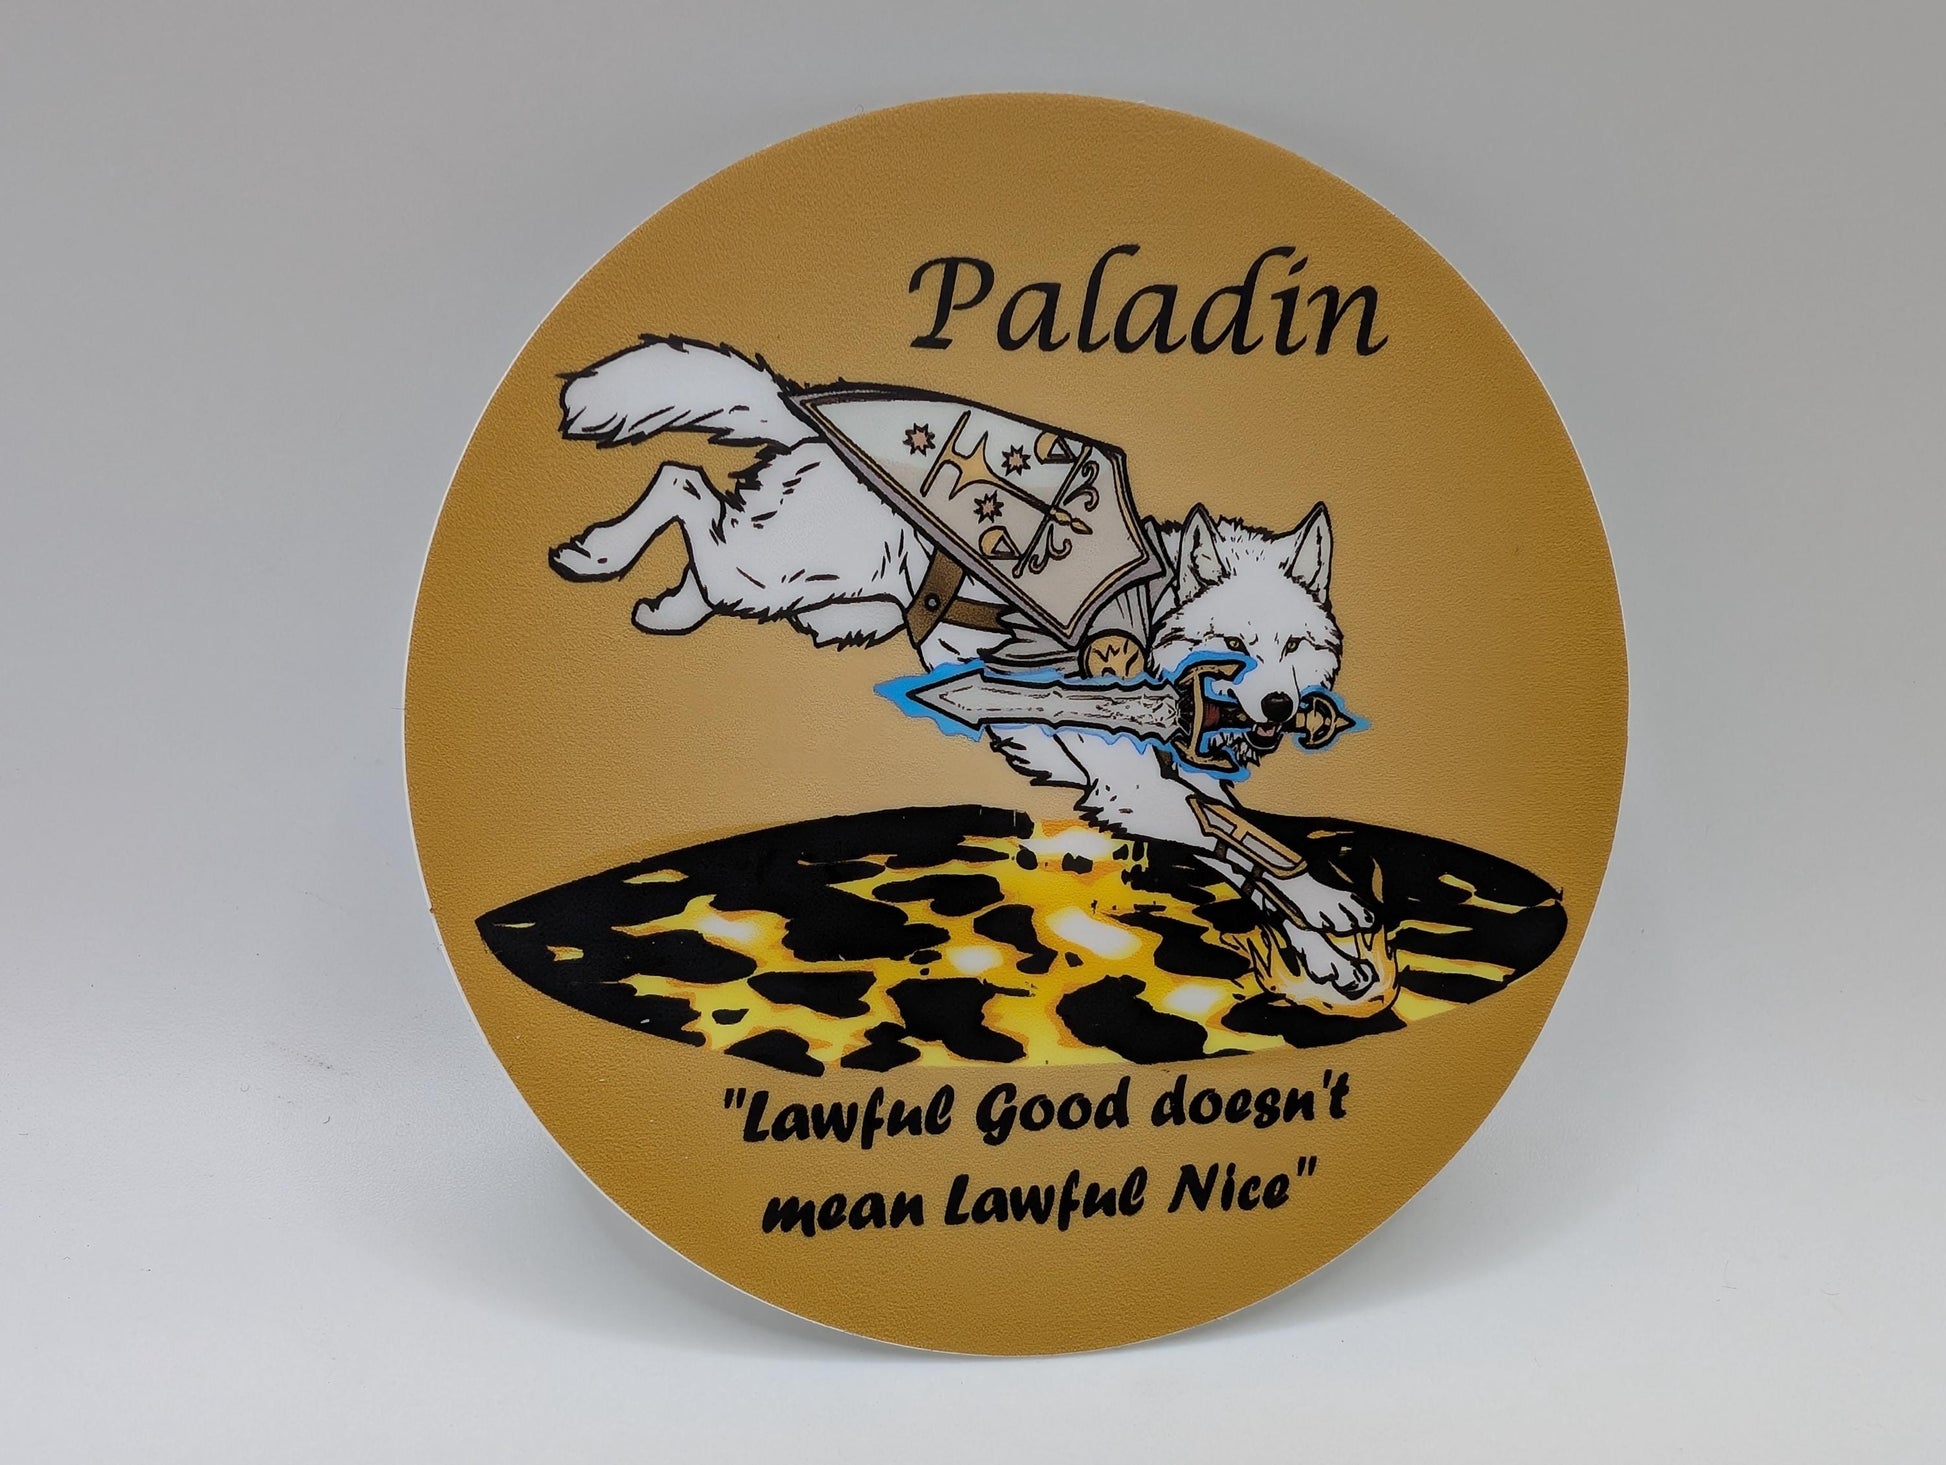 Paladin
"Lawful Good doesn't
mean Lawful Nice"